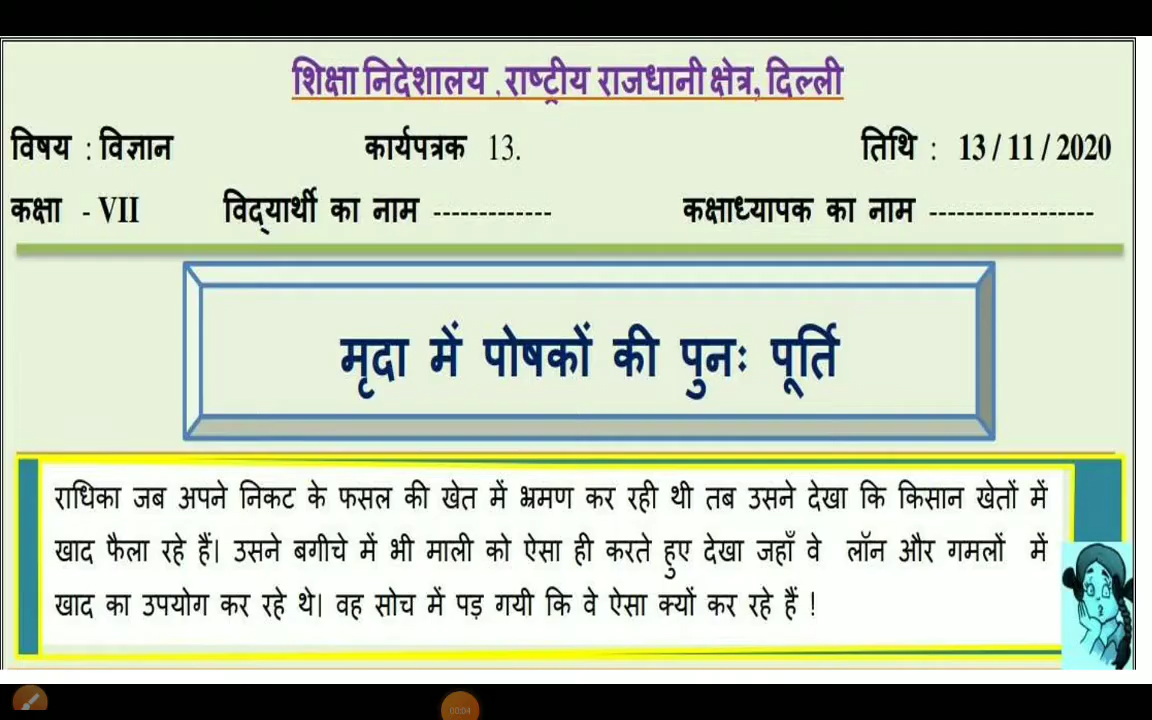 शिक्षा निदेशालय , राष्ट्रीय राजधानी क्षेत्र, दिल्ली
विषय : विज्ञान कार्यपत्रक 13. तिथि : 13 / 11 / 2020
कक्षा - VII विद्यार्थी का नाम ------------- कक्षाध्यापक का नाम ------------------
मृदा में पोषकों की पुनः पूर्ति
राधिका जब अपने निकट के फसल की खेत में भ्रमण कर रही थी तब उसने देखा कि किसान खेतों में
खाद फैला रहे हैं। उसने बगीचे में भी माली को ऐसा ही करते हुए देखा जहाँ वे लॉन और गमलों में
खाद का उपयोग कर रहे थे। वह सोच में पड़ गयी कि वे ऐसा क्यों कर रहे हैं !
00:04